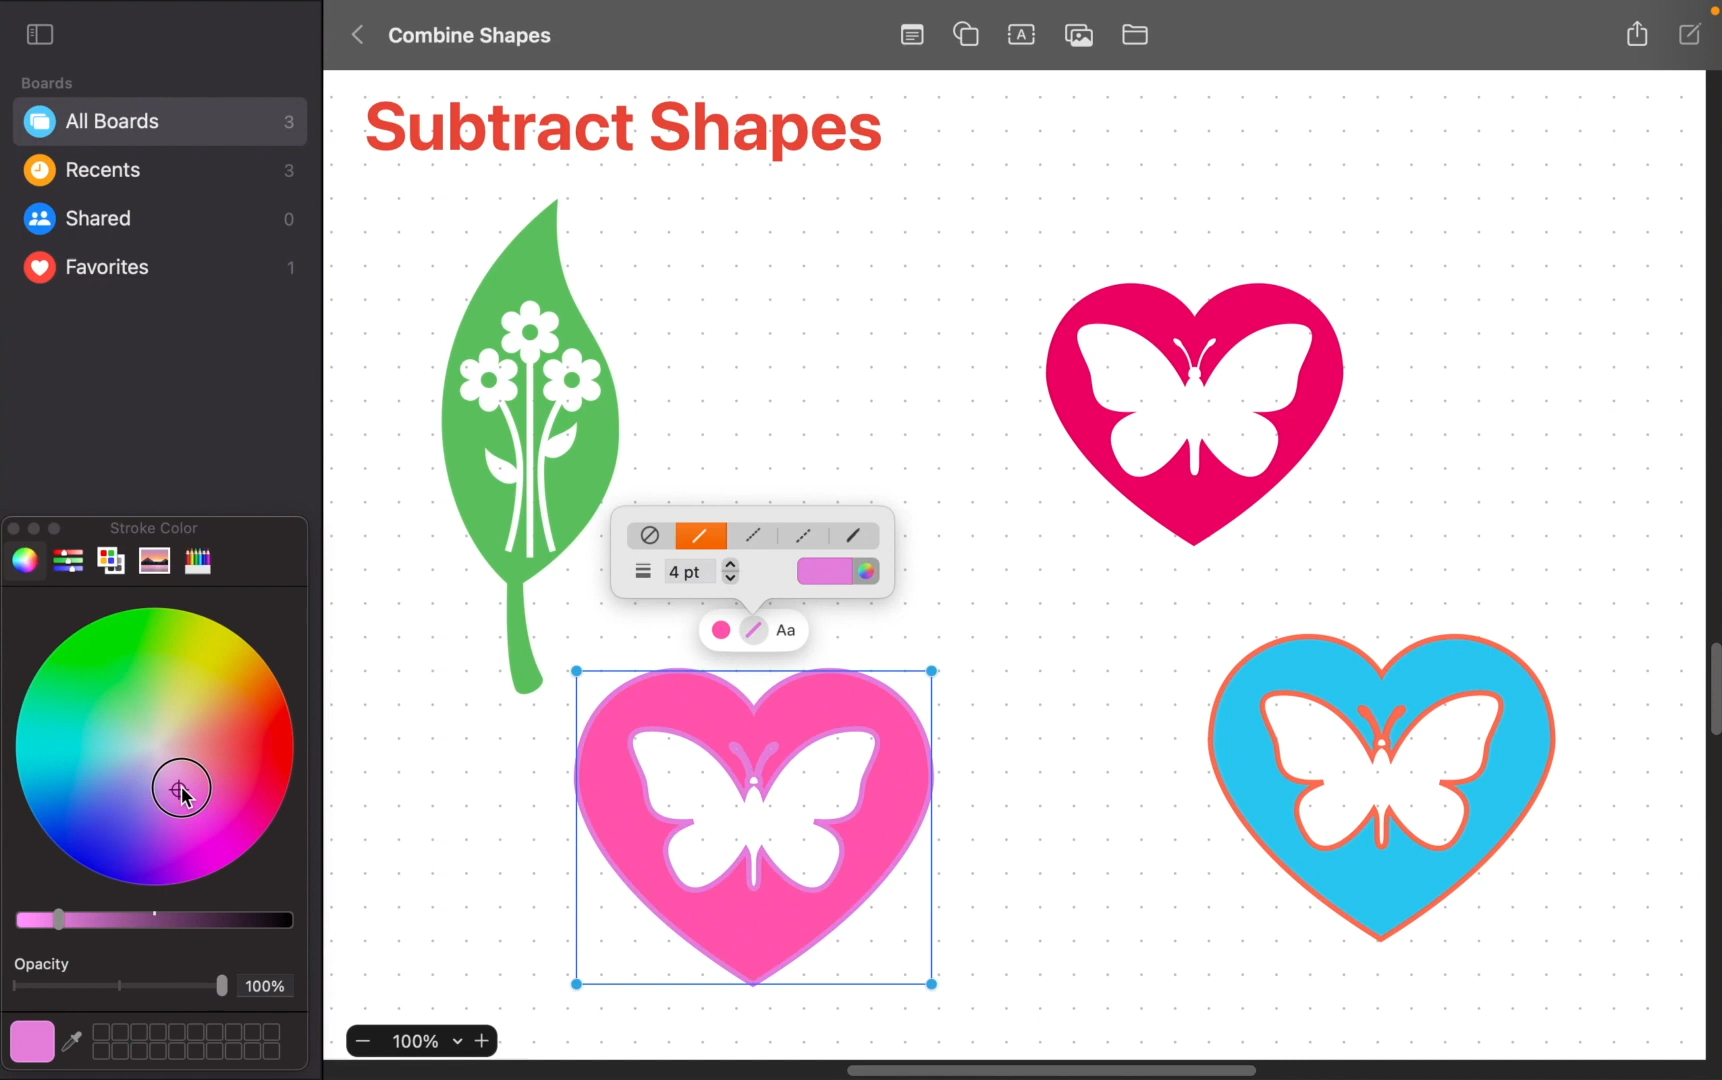 Combine Shapes
A
Boards
All Boards 3
Recents 3
Shared 0
Favorites 1
Subtract Shapes
Stroke Color
4 pt
Aa
Opacity
100%
100%